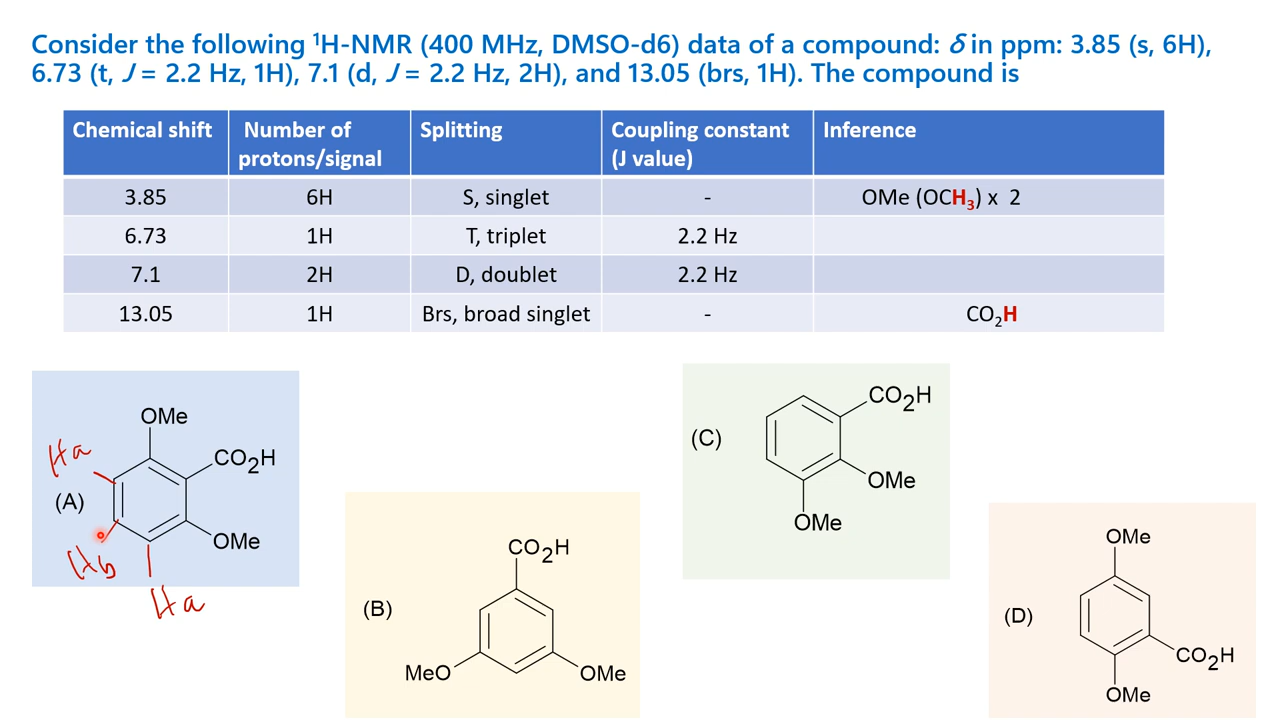 Consider the following ¹H-NMR (400 MHz, DMSO-d6) data of a compound: δ in ppm: 3.85 (s, 6H),
6.73 (t, J = 2.2 Hz, 1H), 7.1 (d, J = 2.2 Hz, 2H), and 13.05 (brs, 1H). The compound is
Chemical shift Number of protons/signal Splitting Coupling constant (J value) Inference
3.85 6H S, singlet - OMe (OCH₃) x 2
6.73 1H T, triplet 2.2 Hz
7.1 2H D, doublet 2.2 Hz
13.05 1H Brs, broad singlet - CO₂H
OMe
Ha
CO₂H
(A)
OMe
Hb
Ha
CO₂H
(B)
MeO
OMe
CO₂H
(C)
OMe
OMe
OMe
(D)
CO₂H
OMe